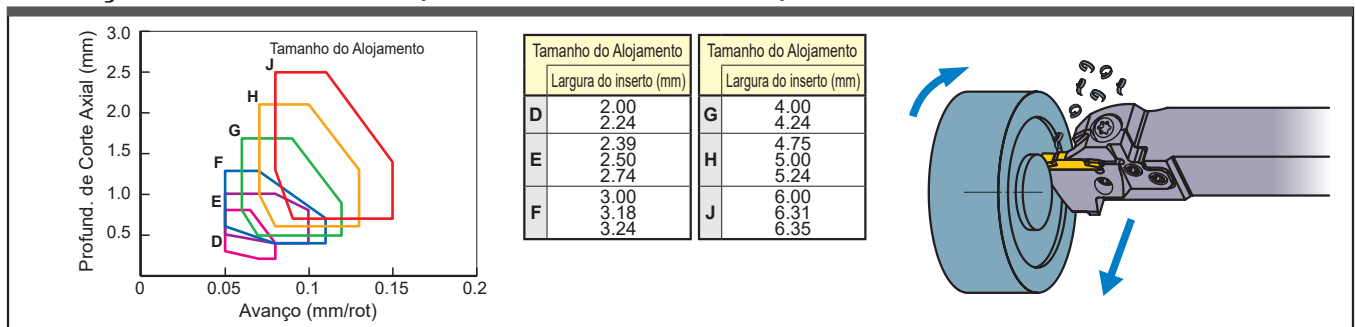 Profund. de Corte Axial (mm)
3.0
2.5
2.0
1.5
1.0
0.5
Tamanho do Alojamento
J
H
G
F
E
D
0
0.05
0.1
0.15
0.2
Avanço (mm/rot)
Tamanho do Alojamento
Largura do inserto (mm)
D
2.00
2.24
E
2.39
2.50
2.74
F
3.00
3.18
3.24
Tamanho do Alojamento
Largura do inserto (mm)
G
4.00
4.24
H
4.75
5.00
5.24
J
6.00
6.31
6.35